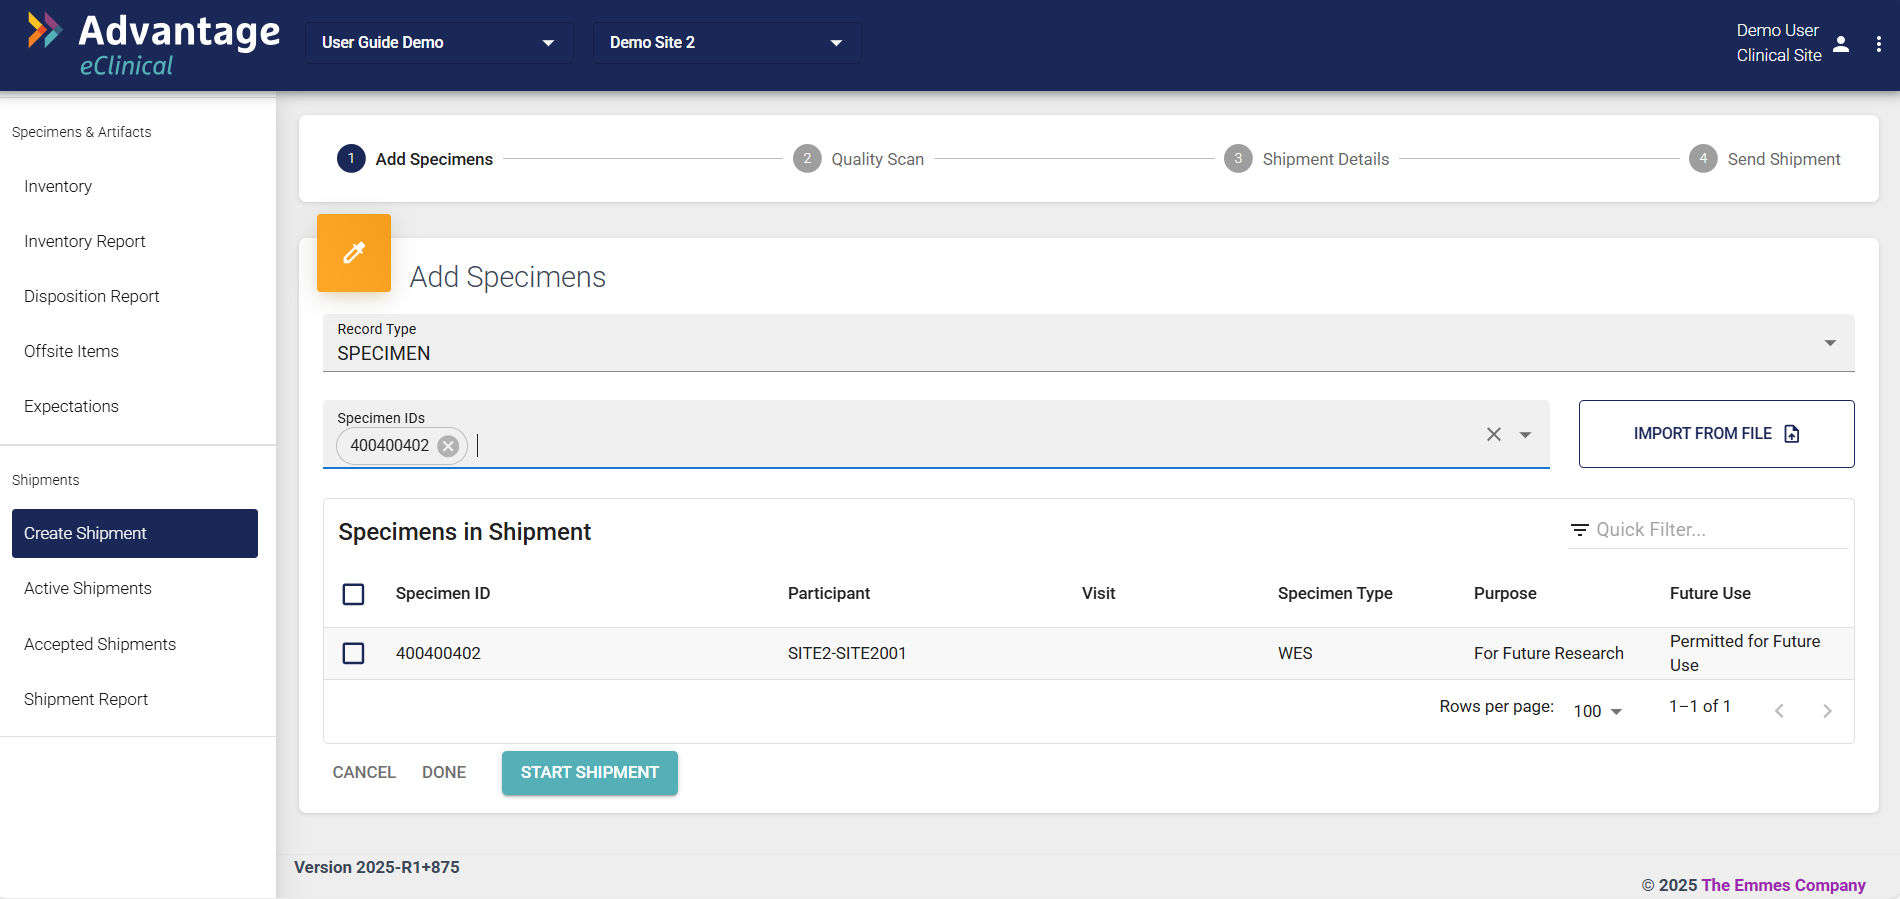 Advantage
eClinical
User Guide Demo
Demo Site 2
Demo User
Clinical Site
Specimens & Artifacts
Inventory
Inventory Report
Disposition Report
Offsite Items
Expectations
Shipments
Create Shipment
Active Shipments
Accepted Shipments
Shipment Report
1 Add Specimens
2 Quality Scan
3 Shipment Details
4 Send Shipment
Add Specimens
Record Type
SPECIMEN
Specimen IDs
400400402
IMPORT FROM FILE
Specimens in Shipment
Quick Filter...
Specimen ID Participant Visit Specimen Type Purpose Future Use
400400402 SITE2-SITE2001 WES For Future Research Permitted for Future
Use
Rows per page: 100 1–1 of 1
CANCEL DONE START SHIPMENT
Version 2025-R1+875
© 2025 The Emmes Company